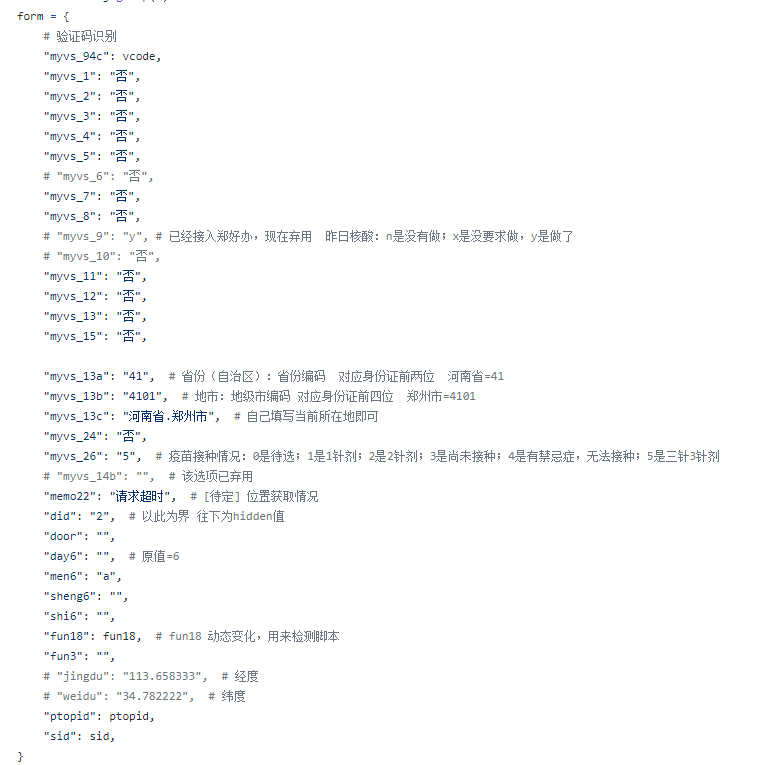 form = {
# 验证码识别
"myvs_94c": vcode,
"myvs_1": "否",
"myvs_2": "否",
"myvs_3": "否",
"myvs_4": "否",
"myvs_5": "否",
# "myvs_6": "否",
"myvs_7": "否",
"myvs_8": "否",
# "myvs_9": "y", # 已经接入郑好办，现在弃用 昨日核酸：n是没有做；x是没要求做，y是做了
# "myvs_10": "否",
"myvs_11": "否",
"myvs_12": "否",
"myvs_13": "否",
"myvs_15": "否",
"myvs_13a": "41", # 省份（自治区）：省份编码 对应身份证前两位 河南省=41
"myvs_13b": "4101", # 地市：地级市编码 对应身份证前四位 郑州市=4101
"myvs_13c": "河南省.郑州市", # 自己填写当前所在地即可
"myvs_24": "否",
"myvs_26": "5", # 疫苗接种情况：0是待选；1是1针剂；2是2针剂；3是尚未接种；4是有禁忌症，无法接种；5是三针3针剂
# "myvs_14b": "", # 该选项已弃用
"memo22": "请求超时", # [待定] 位置获取情况
"did": "2", # 以此为界 往下为hidden值
"door": "",
"day6": "", # 原值=6
"men6": "a",
"sheng6": "",
"shi6": "",
"fun18": fun18, # fun18 动态变化，用来检测脚本
"fun3": "",
# "jingdu": "113.658333", # 经度
# "weidu": "34.782222", # 纬度
"ptopid": ptopid,
"sid": sid,
}